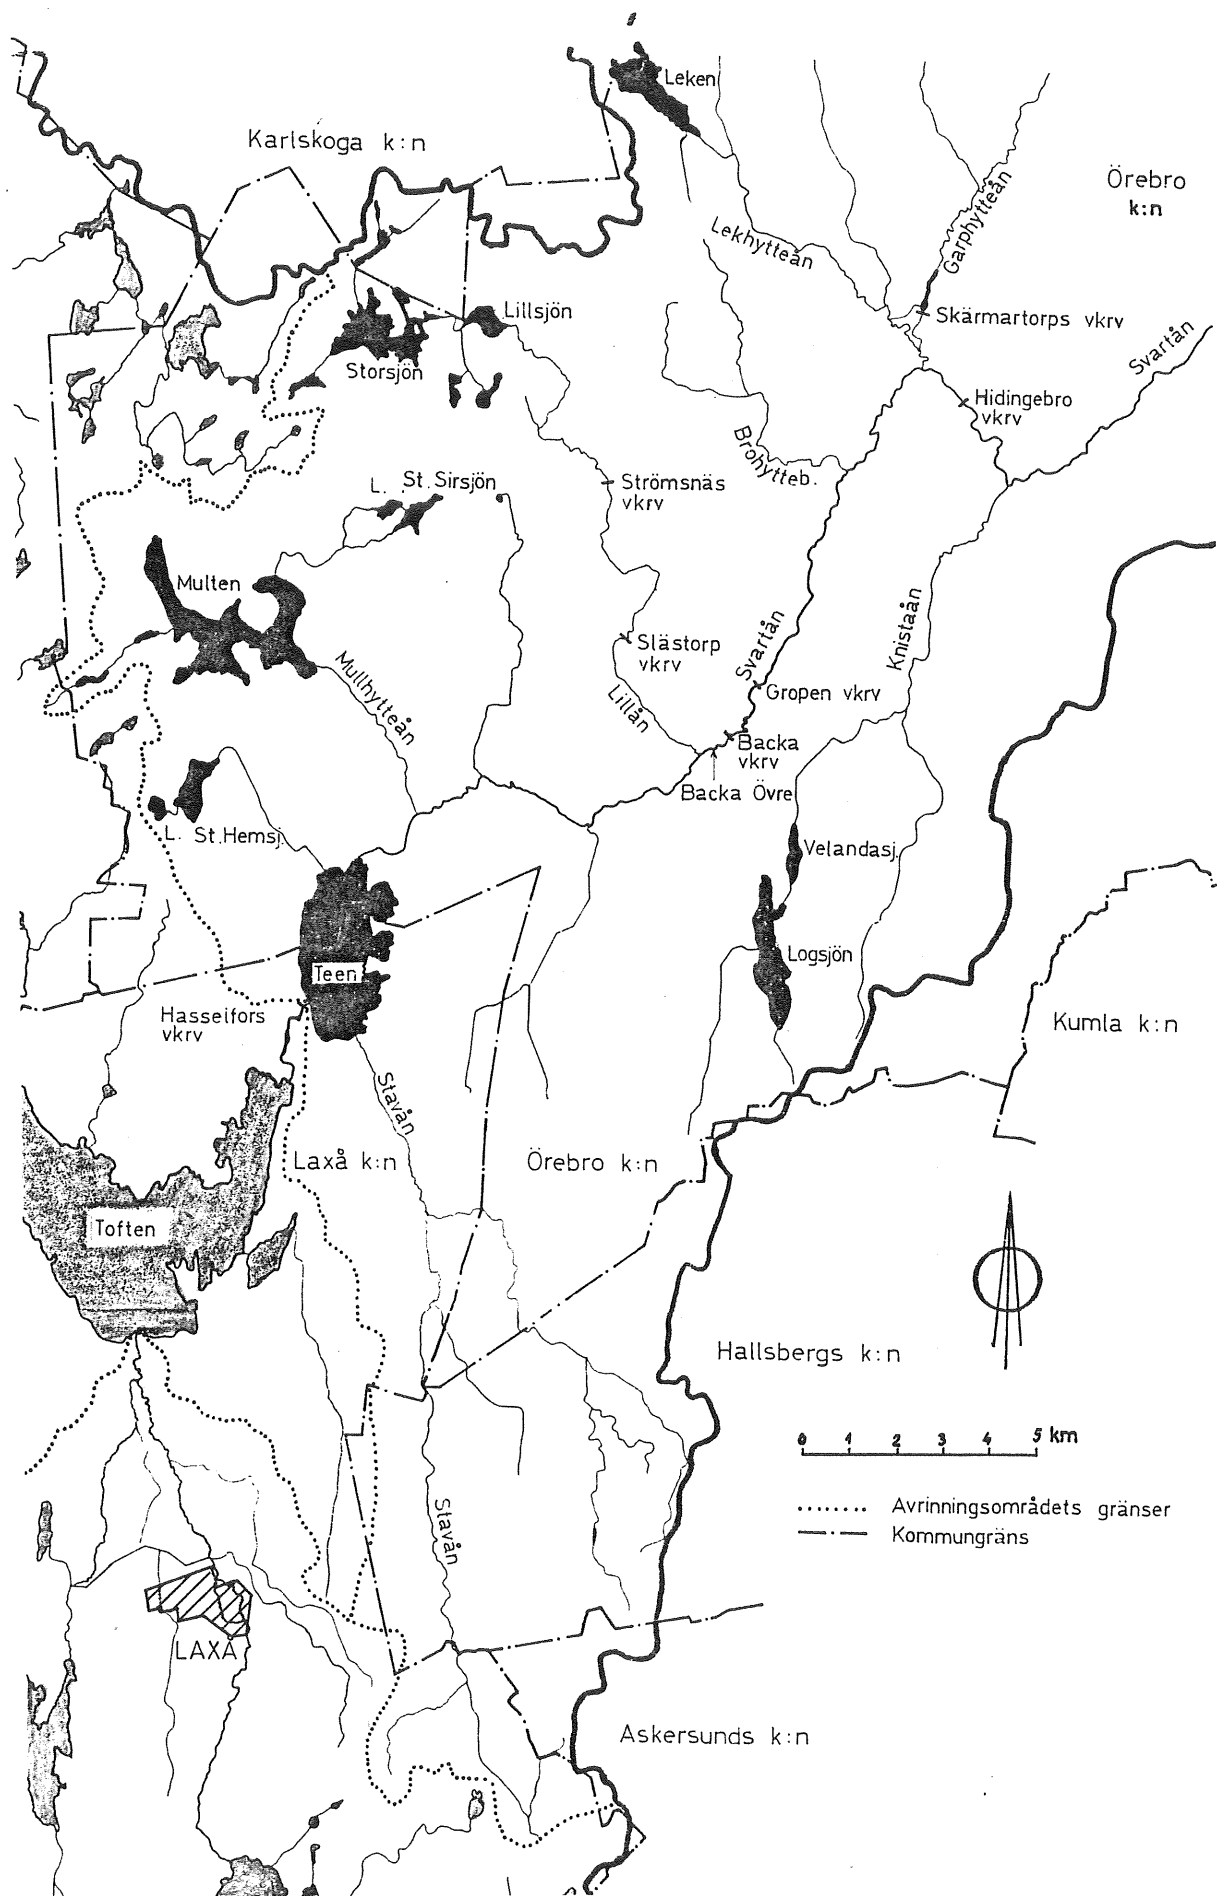 Leken
Karlskoga k:n
Örebro
k:n
Garphytteån
Lekhytteån
Lillsjön
Skärmartorps vkrv
Svartån
Storsjön
Hidingebro
vkrv
Brohytteb.
L. St. Sirsjön
Strömsnäs
vkrv
Multen
Knistaån
Svartån
Slästorp
vkrv
Mullhytteån
Lillån
Gropen vkrv
Backa
vkrv
Backa Övre
L. St. Hemsj.
Velandasj.
Logsjön
Teen
Hasselfors
vkrv
Kumla k:n
Stavån
Laxå k:n
Örebro k:n
Toften
Hallsbergs k:n
0 1 2 3 4 5 km
Avrinningsområdets gränser
Kommungräns
Stavån
LAXÅ
Askersunds k:n